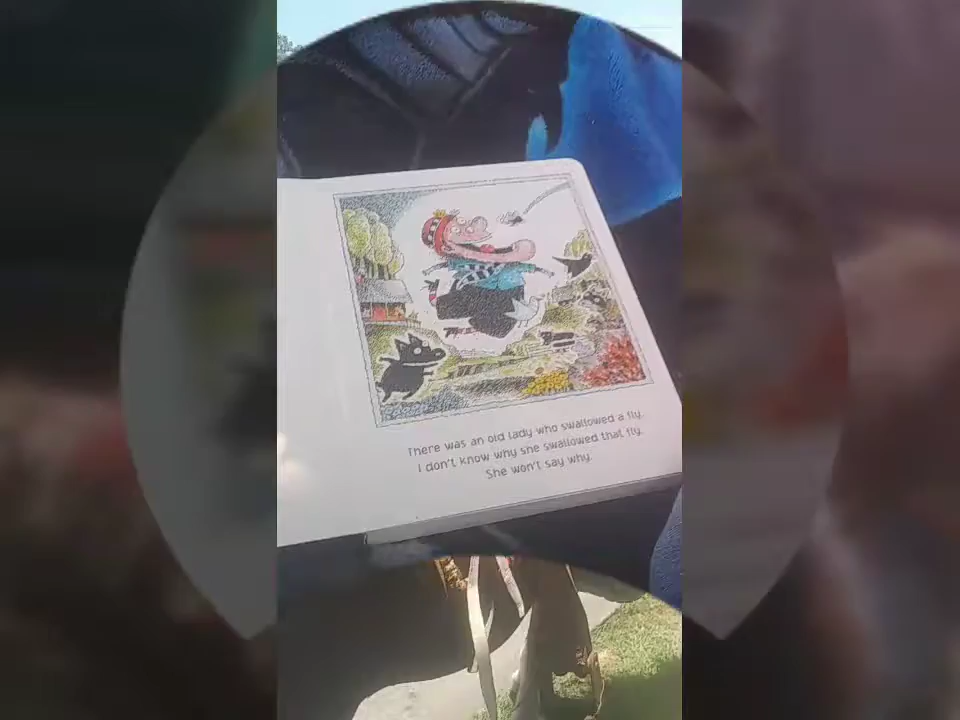 There was an old lady who swallowed a fly.
I don't know why she swallowed that fly.
She won't say why.